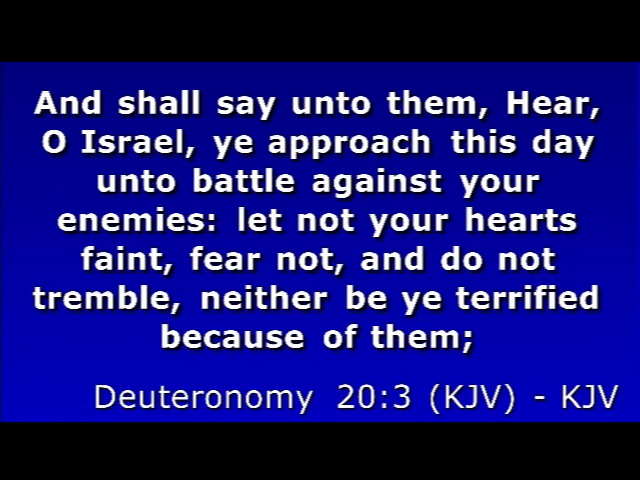 And shall say unto them, Hear,
O Israel, ye approach this day
unto battle against your
enemies: let not your hearts
faint, fear not, and do not
tremble, neither be ye terrified
because of them;
Deuteronomy 20:3 (KJV) - KJV